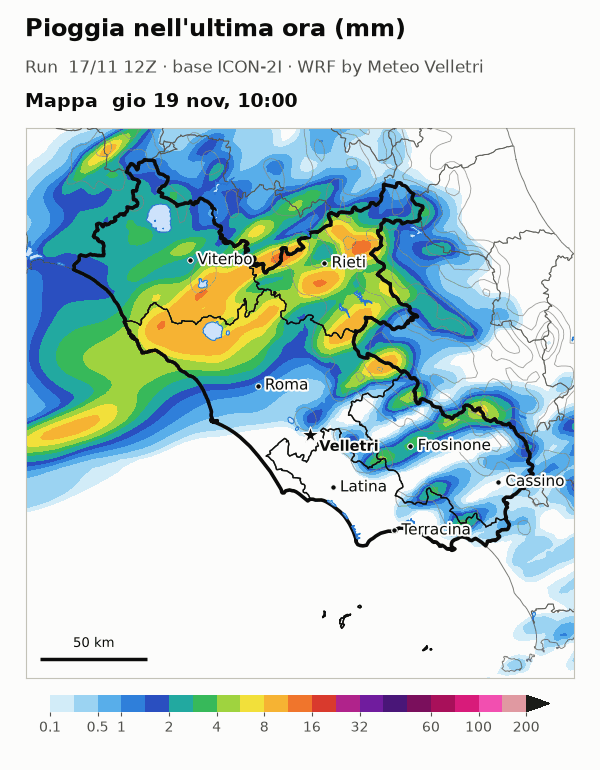 Pioggia nell'ultima ora (mm)
Run 17/11 12Z · base ICON-2I · WRF by Meteo Velletri
Mappa gio 19 nov, 10:00
Viterbo
Rieti
Roma
Velletri
Frosinone
Cassino
Latina
Terracina
50 km
0.1 0.5 1 2 4 8 16 32 60 100 200